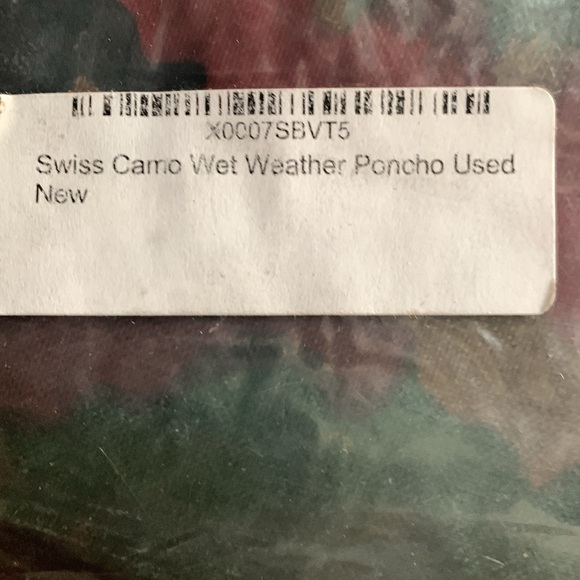 X0007SBVT5
Swiss Camo Wet Weather Poncho Used
New